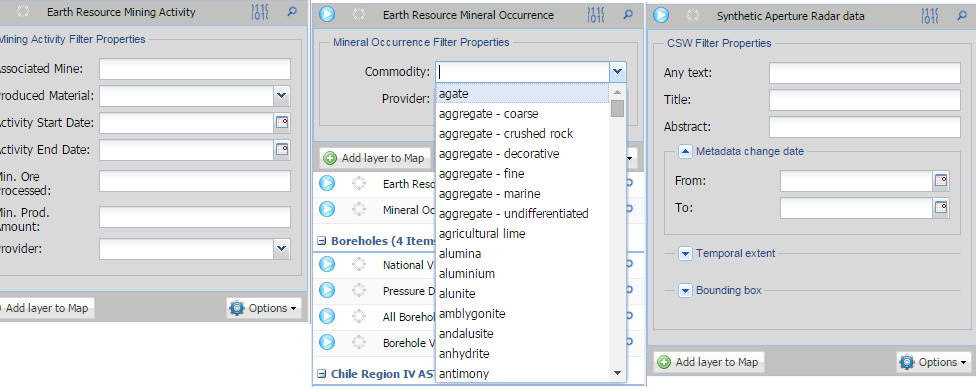 Earth Resource Mining Activity
Mining Activity Filter Properties
Associated Mine:
Produced Material:
Activity Start Date:
Activity End Date:
Min. Ore
Processed:
Min. Prod.
Amount:
Provider:
Add layer to Map
Options
Earth Resource Mineral Occurrence
Mineral Occurrence Filter Properties
Commodity:
Provider:
agate
aggregate - coarse
aggregate - crushed rock
aggregate - decorative
aggregate - fine
aggregate - marine
aggregate - undifferentiated
agricultural lime
alumina
aluminium
alunite
amblygonite
andalusite
anhydrite
antimony
Add layer to Map
Earth Reso
Mineral Oc
Boreholes (4 Items
National Vi
Pressure D
All Boreho
Borehole V
Chile Region IV AST
Synthetic Aperture Radar data
CSW Filter Properties
Any text:
Title:
Abstract:
Metadata change date
From:
To:
Temporal extent
Bounding box
Add layer to Map
Options